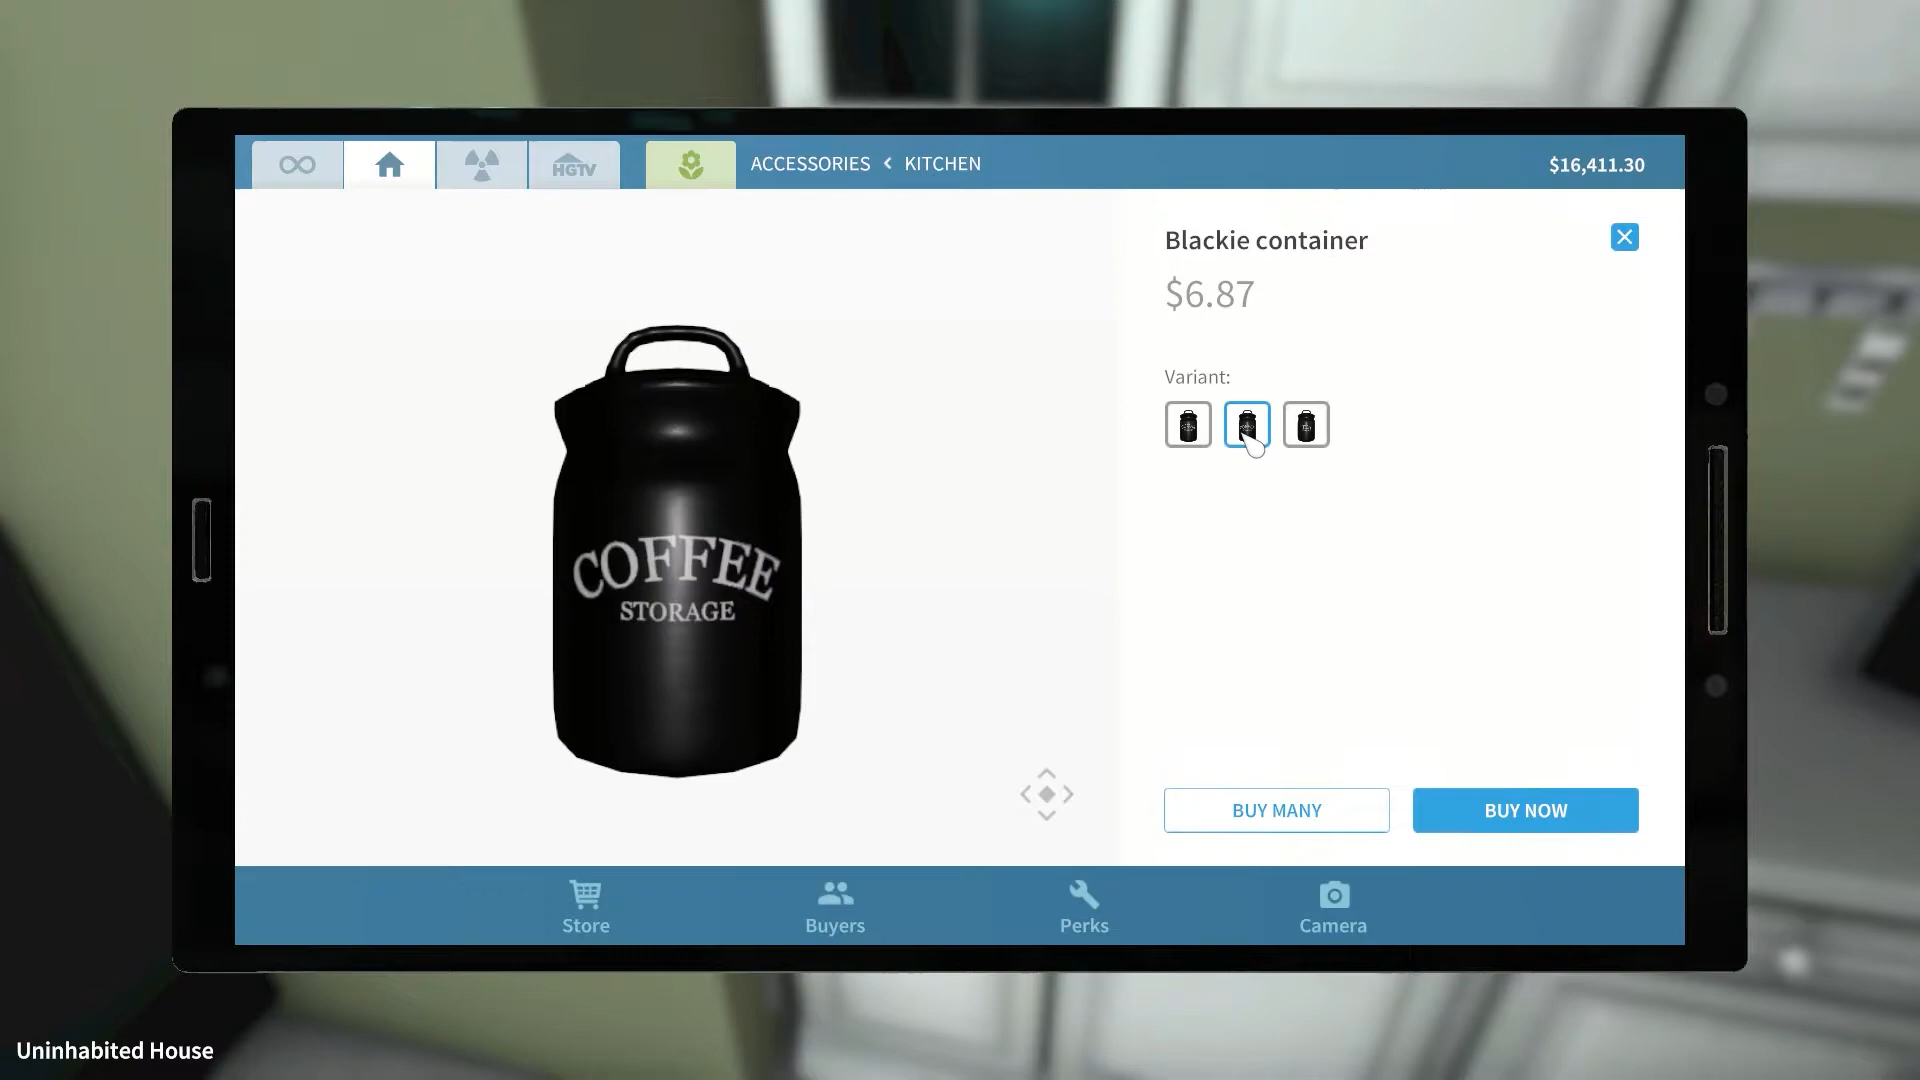 HGTV
ACCESSORIES < KITCHEN
$16,411.30
Blackie container
$6.87
Variant:
COFFEE
STORAGE
BUY MANY
BUY NOW
Store
Buyers
Perks
Camera
Uninhabited House